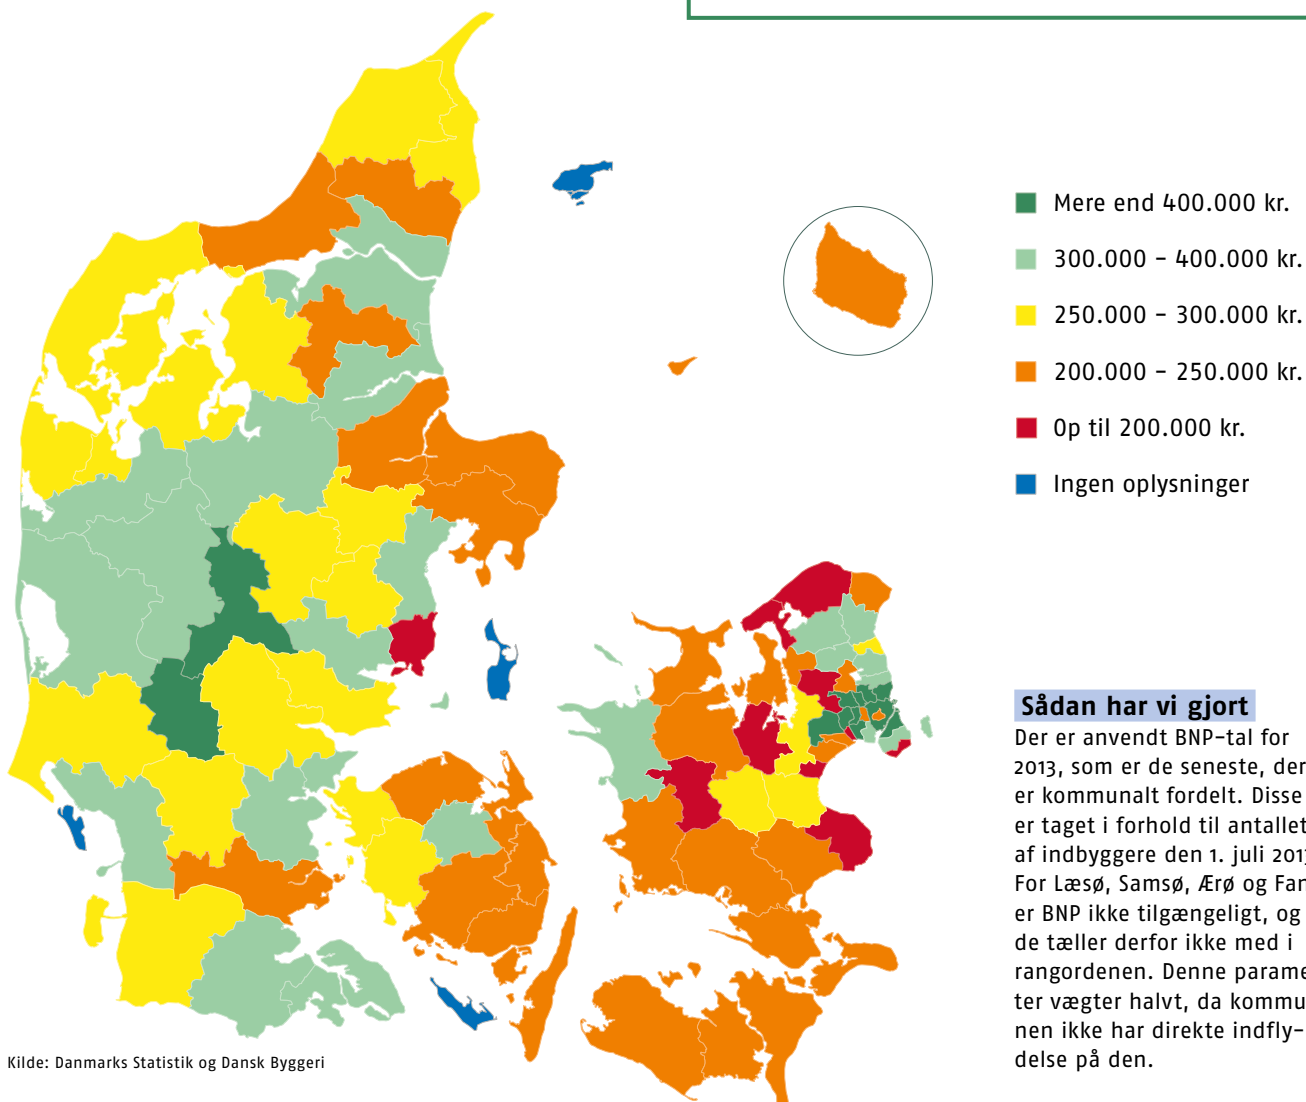 Mere end 400.000 kr.
300.000 – 400.000 kr.
250.000 – 300.000 kr.
200.000 – 250.000 kr.
Op til 200.000 kr.
Ingen oplysninger
Sådan har vi gjort
Der er anvendt BNP-tal for
2013, som er de seneste, der
er kommunalt fordelt. Disse
er taget i forhold til antallet
af indbyggere den 1. juli
For Læsø, Samsø, Ærø og
er BNP ikke tilgængeligt, og
de tæller derfor ikke med i
rangordenen. Denne parame-
ter vægter halvt, da kommu-
nen ikke har direkte indfly-
delse på den.
Kilde: Danmarks Statistik og Dansk Byggeri